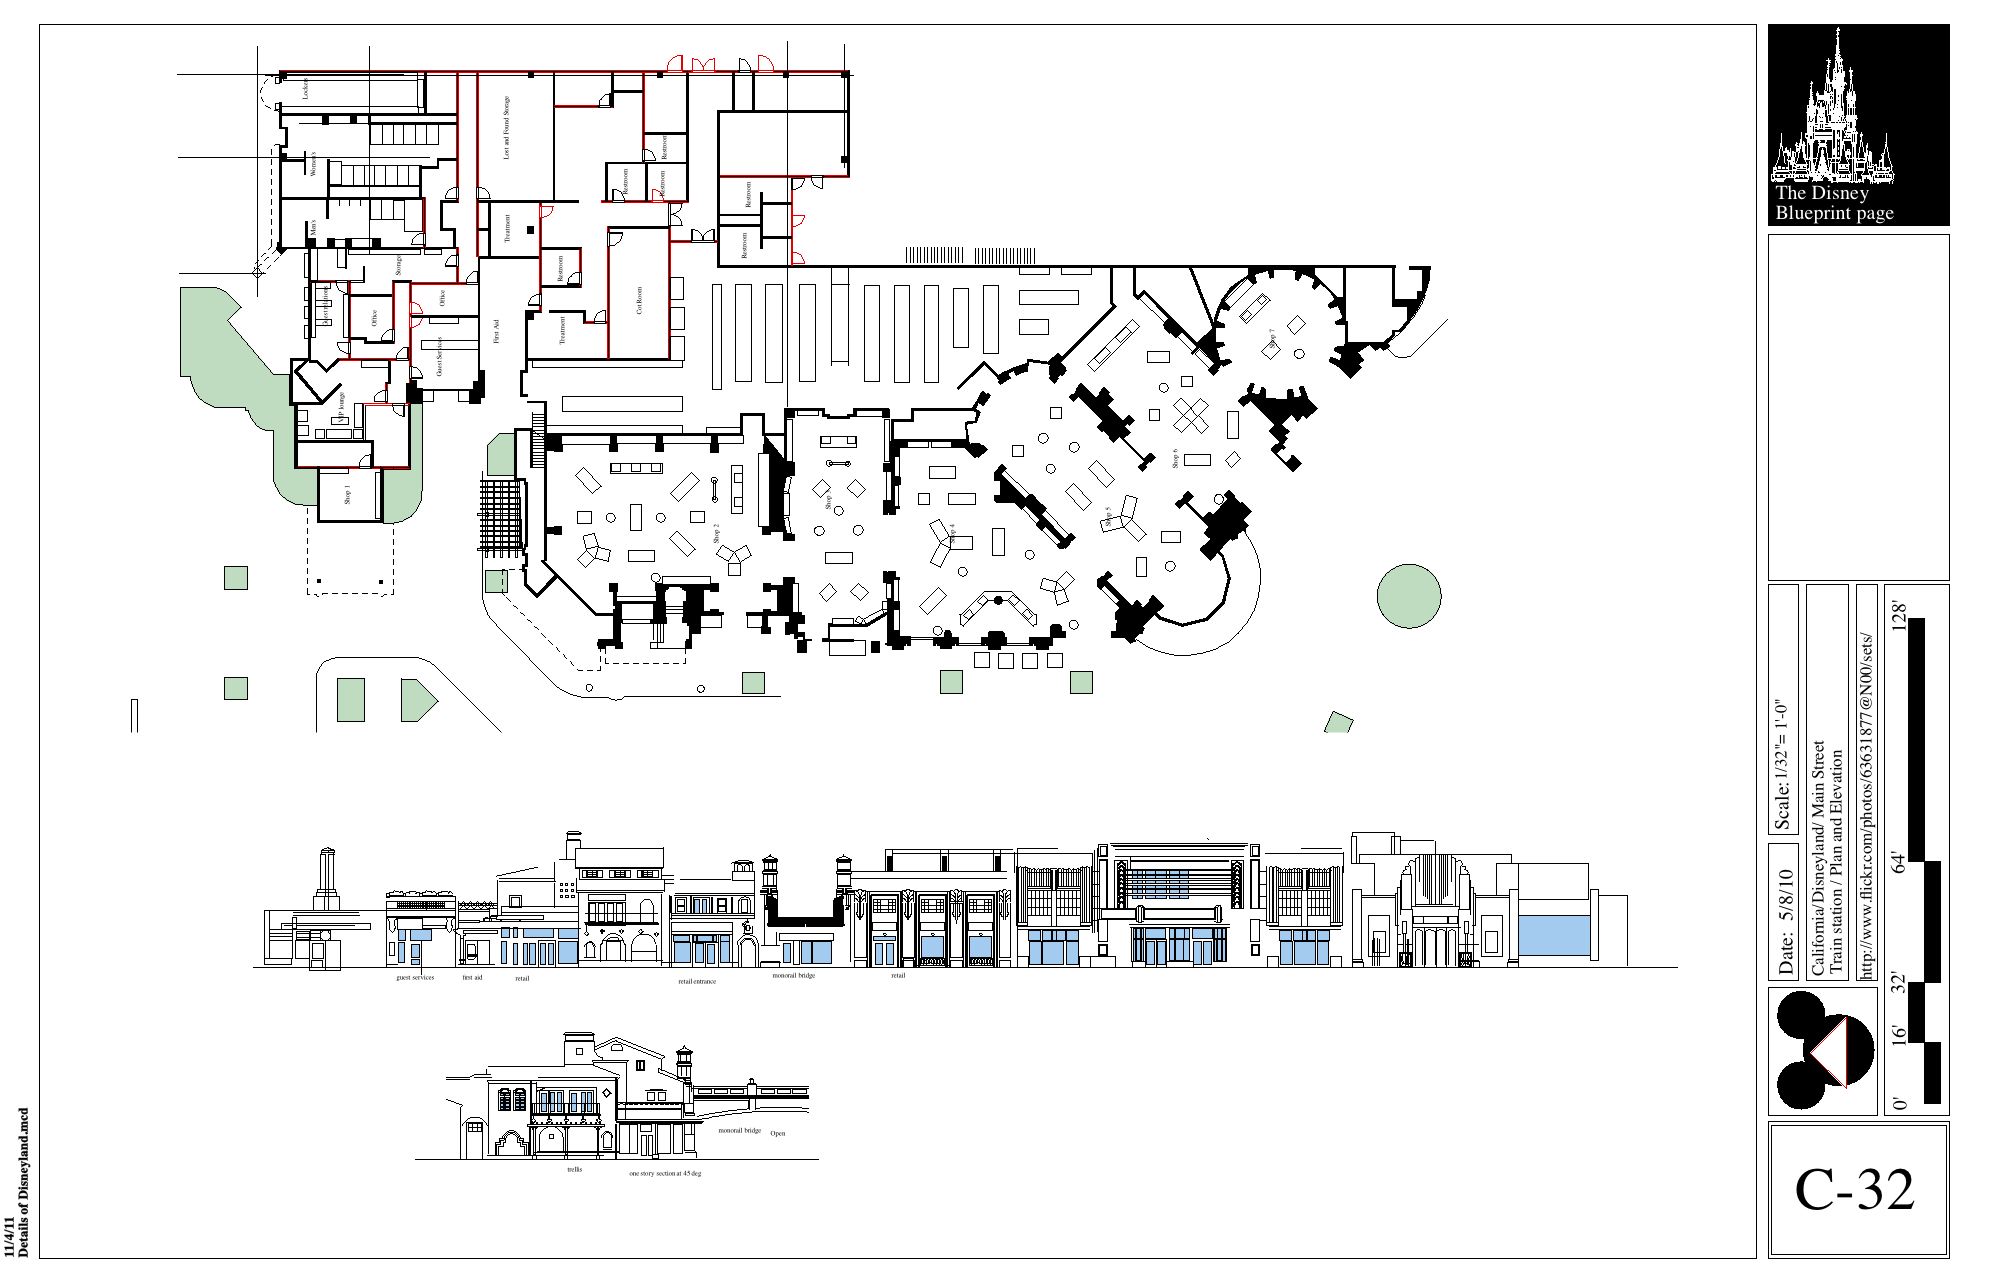 Lockers
Women's
Men's
Lost and Found Storage
Restroom
Restroom
Restroom
Restroom
Restroom
Treatment
Restroom
Storage
Guest relations
Office
Office
Guest Services
First Aid
Treatment
Cot Room
VIP lounge
Shop 1
Shop 2
Shop 3
Shop 4
Shop 5
Shop 6
Shop 7
guest services
first aid
retail
retail entrance
monorail bridge
retail
monorail bridge
Open
trellis
one story section at 45 deg
The Disney
Blueprint page
Scale: 1/32"= 1'-0"
Date: 5/8/10
California/Disneyland/ Main Street
Train station / Plan and Elevation
http://www.flickr.com/photos/63631877@N00/sets/
128'
64'
32'
16'
0'
C-32
11/4/11
Details of Disneyland.mcd